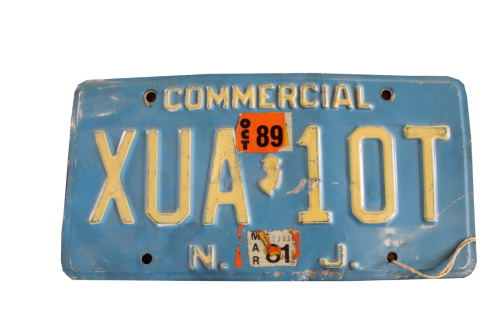 COMMERCIAL
OCT 89
XUA 10T
MAR 81
N. J.